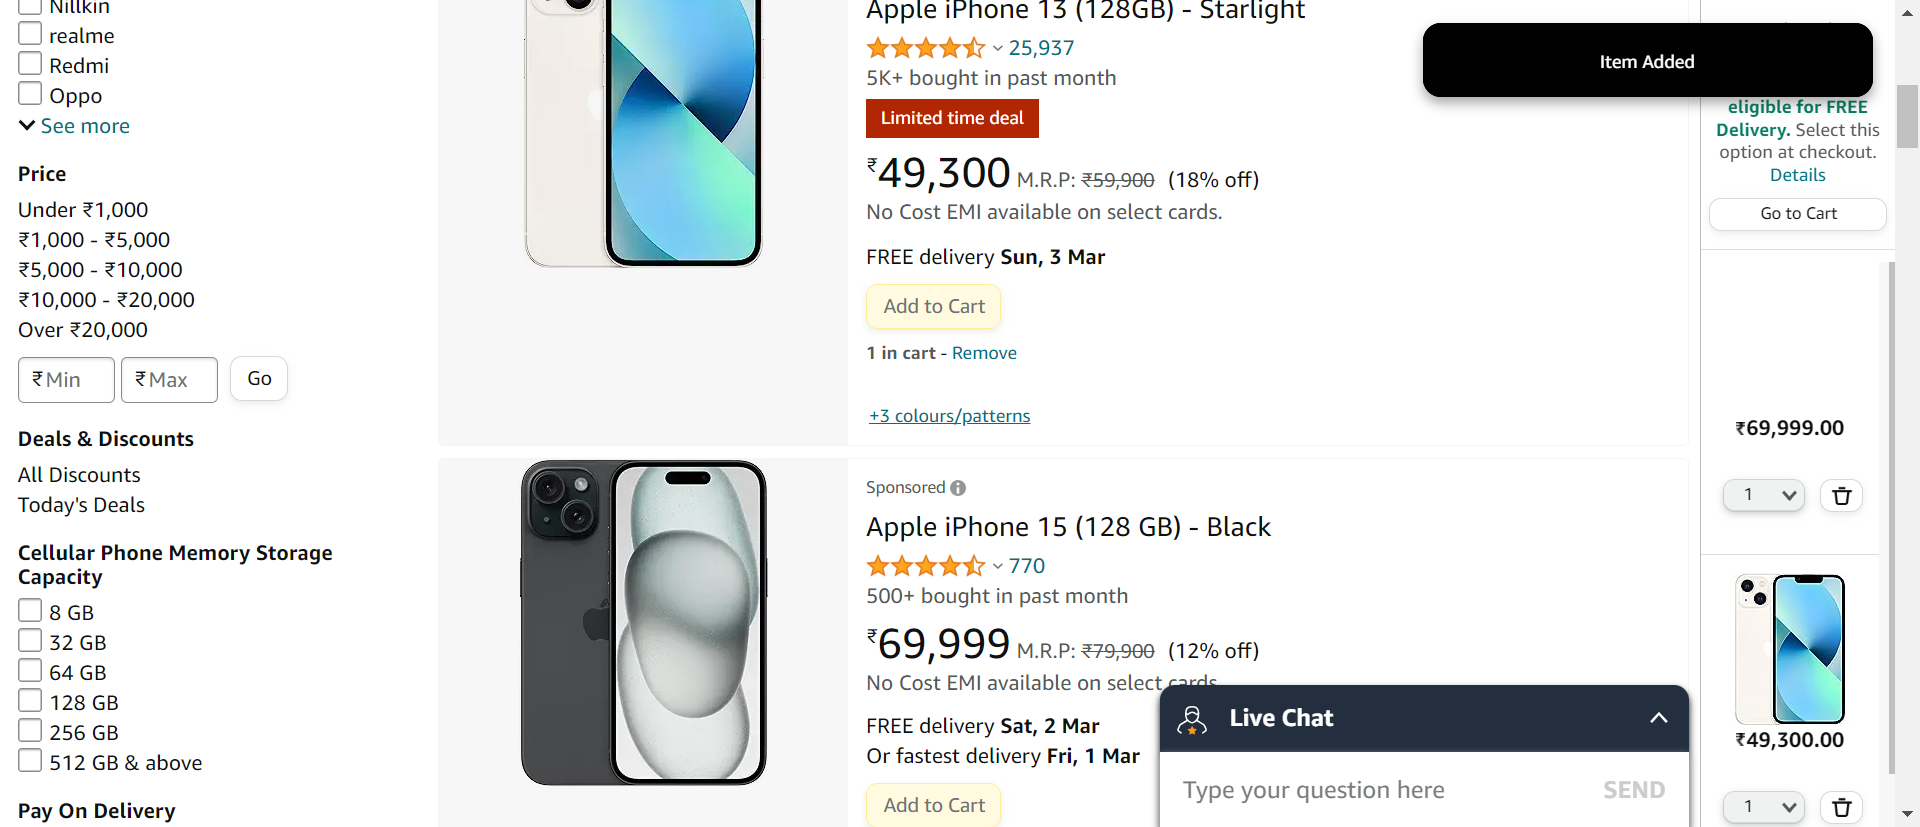 Nillkin
realme
Redmi
Oppo
See more
Price
Under ₹1,000
₹1,000 - ₹5,000
₹5,000 - ₹10,000
₹10,000 - ₹20,000
Over ₹20,000
₹ Min
₹ Max
Go
Deals & Discounts
All Discounts
Today's Deals
Cellular Phone Memory Storage
Capacity
8 GB
32 GB
64 GB
128 GB
256 GB
512 GB & above
Pay On Delivery
Apple iPhone 13 (128GB) - Starlight
25,937
5K+ bought in past month
Limited time deal
₹49,300 M.R.P: ₹59,900 (18% off)
No Cost EMI available on select cards.
FREE delivery Sun, 3 Mar
Add to Cart
1 in cart - Remove
+3 colours/patterns
Sponsored
Apple iPhone 15 (128 GB) - Black
770
500+ bought in past month
₹69,999 M.R.P: ₹79,900 (12% off)
No Cost EMI available on select cards.
FREE delivery Sat, 2 Mar
Or fastest delivery Fri, 1 Mar
Add to Cart
Item Added
eligible for FREE
Delivery. Select this
option at checkout.
Details
Go to Cart
₹69,999.00
1
₹49,300.00
1
Live Chat
Type your question here
SEND